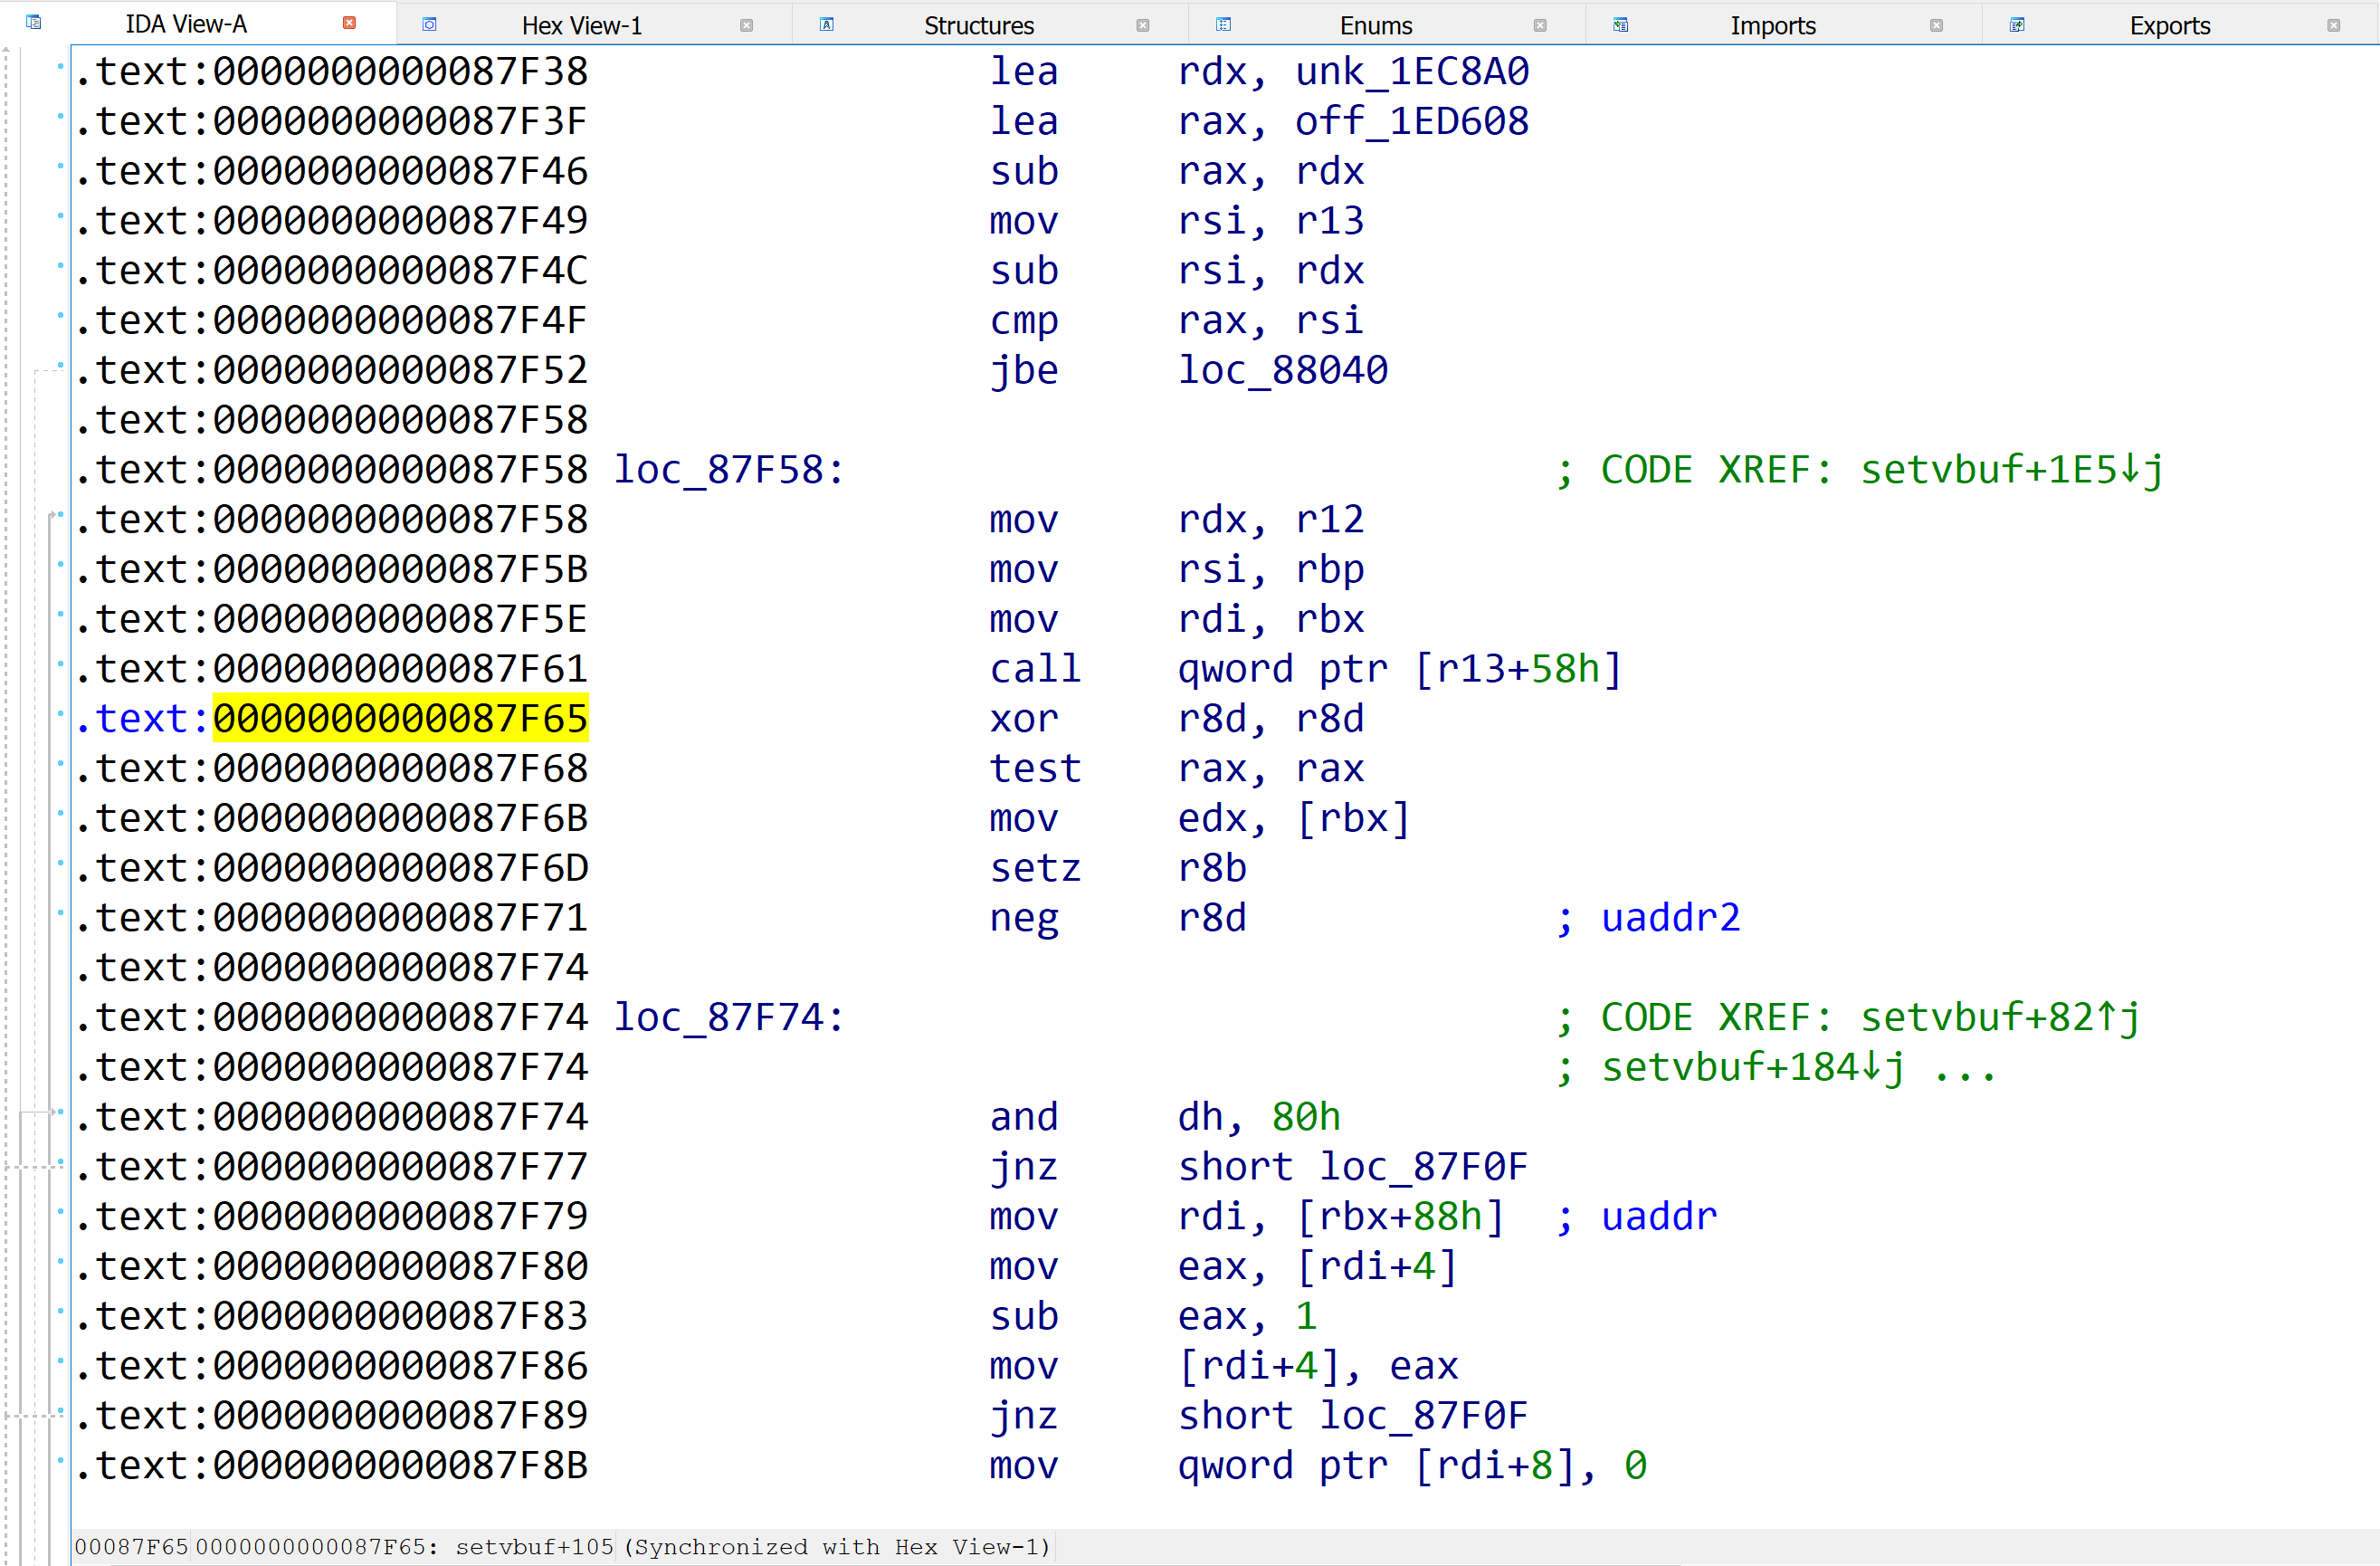 IDA View-A Hex View-1 Structures Enums Imports Exports
.text:0000000000087F38 lea rdx, unk_1EC8A0
.text:0000000000087F3F lea rax, off_1ED608
.text:0000000000087F46 sub rax, rdx
.text:0000000000087F49 mov rsi, r13
.text:0000000000087F4C sub rsi, rdx
.text:0000000000087F4F cmp rax, rsi
.text:0000000000087F52 jbe loc_88040
.text:0000000000087F58
.text:0000000000087F58 loc_87F58: ; CODE XREF: setvbuf+1E5↓j
.text:0000000000087F58 mov rdx, r12
.text:0000000000087F5B mov rsi, rbp
.text:0000000000087F5E mov rdi, rbx
.text:0000000000087F61 call qword ptr [r13+58h]
.text:0000000000087F65 xor r8d, r8d
.text:0000000000087F68 test rax, rax
.text:0000000000087F6B mov edx, [rbx]
.text:0000000000087F6D setz r8b
.text:0000000000087F71 neg r8d ; uaddr2
.text:0000000000087F74
.text:0000000000087F74 loc_87F74: ; CODE XREF: setvbuf+82↑j
.text:0000000000087F74 ; setvbuf+184↓j ...
.text:0000000000087F74 and dh, 80h
.text:0000000000087F77 jnz short loc_87F0F
.text:0000000000087F79 mov rdi, [rbx+88h] ; uaddr
.text:0000000000087F80 mov eax, [rdi+4]
.text:0000000000087F83 sub eax, 1
.text:0000000000087F86 mov [rdi+4], eax
.text:0000000000087F89 jnz short loc_87F0F
.text:0000000000087F8B mov qword ptr [rdi+8], 0
00087F65 0000000000087F65: setvbuf+105 (Synchronized with Hex View-1)